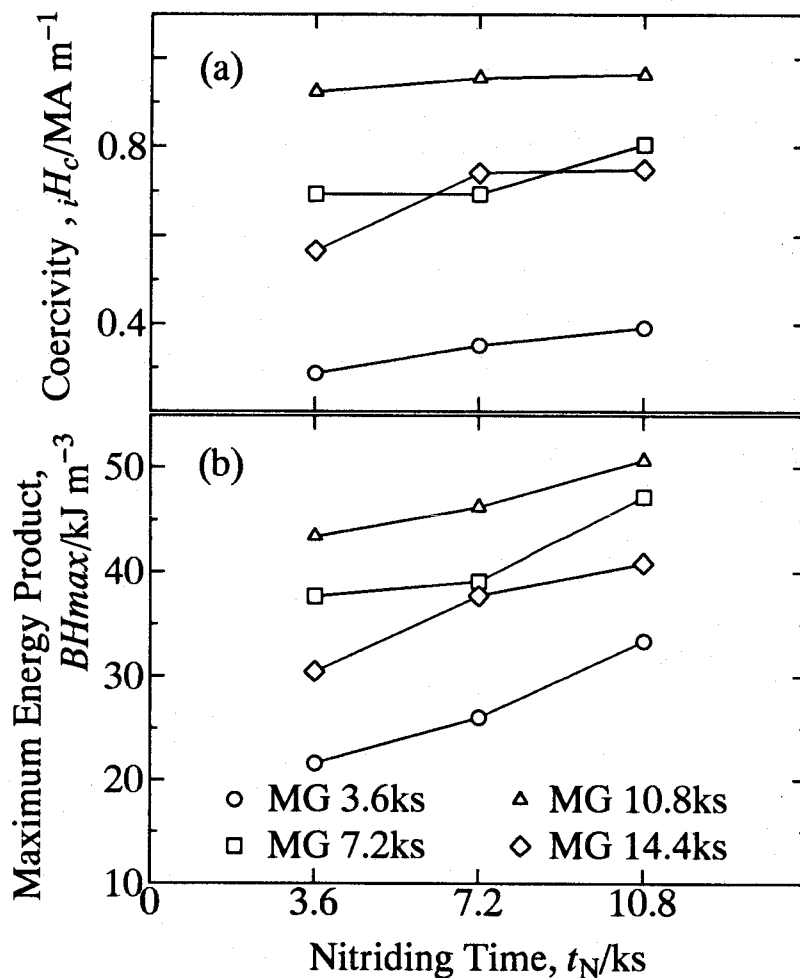 (a)
Coercivity , iHc/MA m−1
0.8
0.4
(b)
Maximum Energy Product,
BHmax/kJ m−3
50
40
30
20
10
MG 3.6ks
MG 10.8ks
MG 7.2ks
MG 14.4ks
0
3.6
7.2
10.8
Nitriding Time, tN/ks